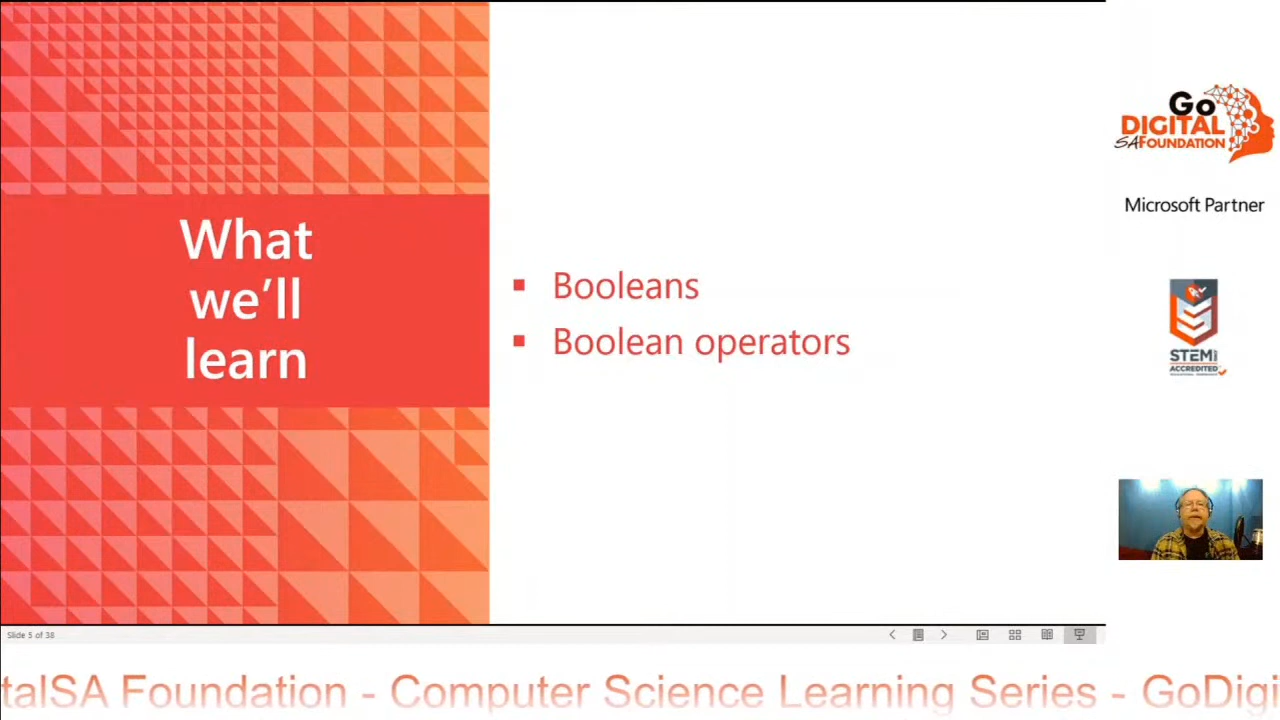 What
we'll
learn
▪ Booleans
▪ Boolean operators
Go
DIGITAL
SAFOUNDATION
Microsoft Partner
STEM
ACCREDITED
Slide 5 of 38
talSA Foundation - Computer Science Learning Series - GoDigi